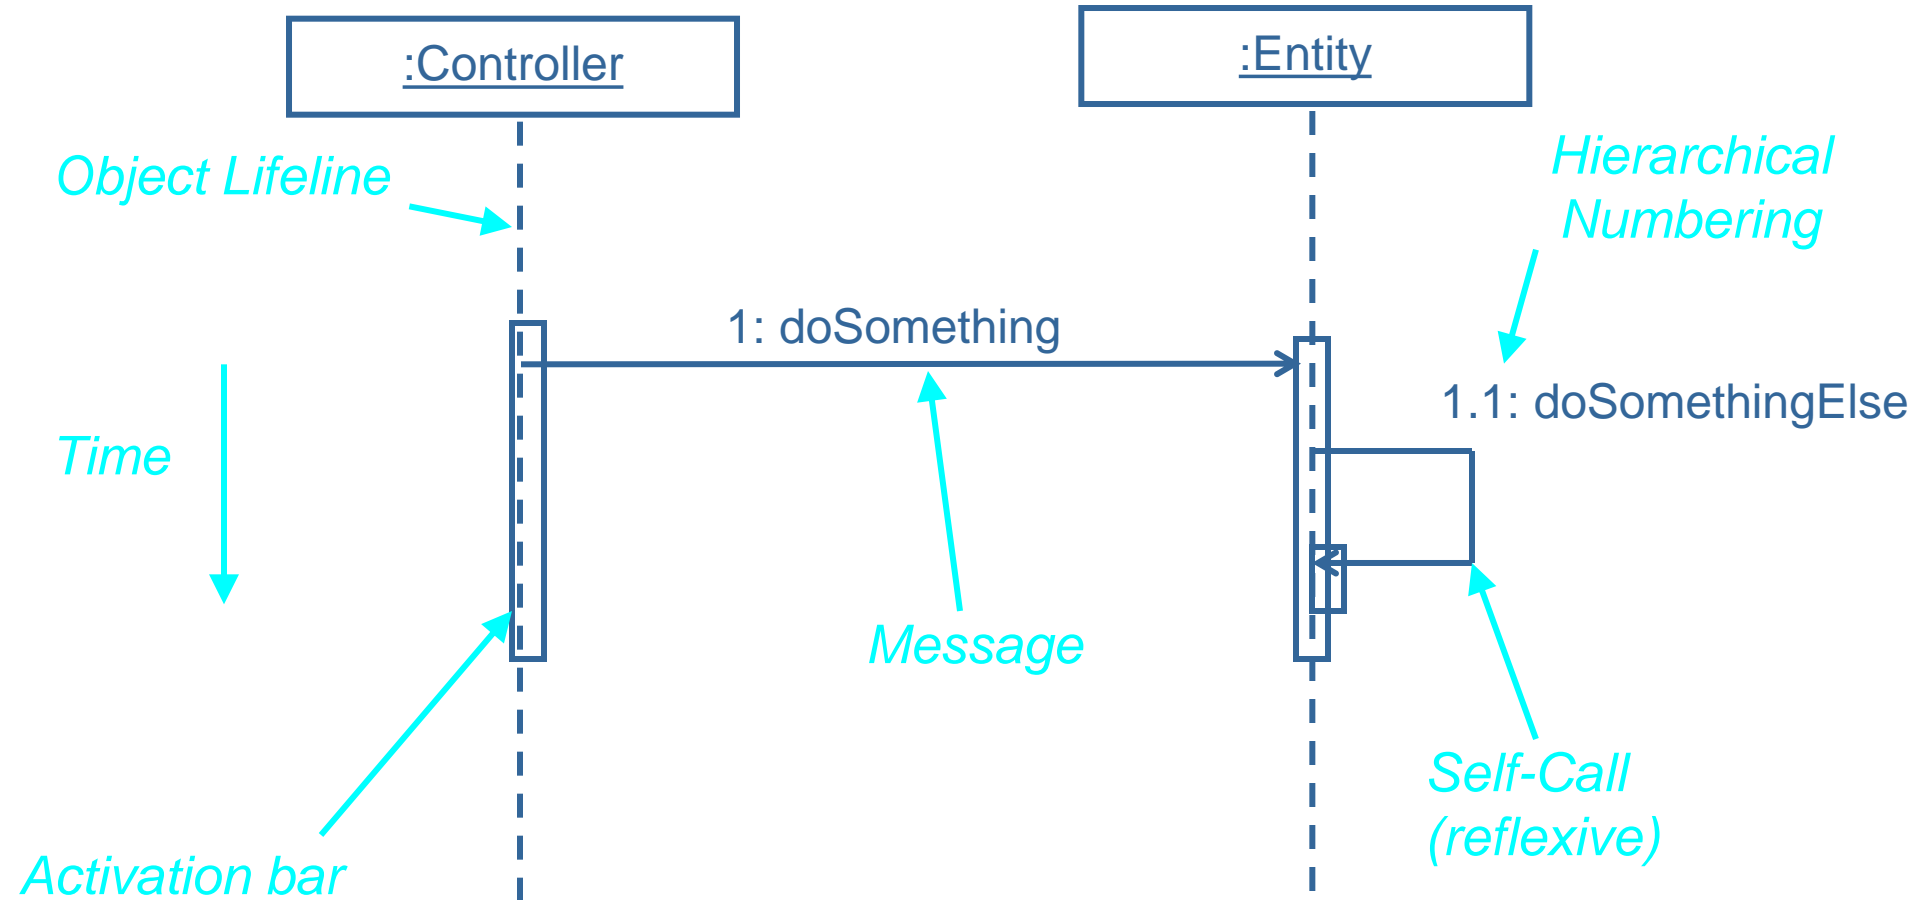 :Controller
:Entity
Object Lifeline
Hierarchical
Numbering
1: doSomething
1.1: doSomethingElse
Time
Message
Self-Call
(reflexive)
Activation bar